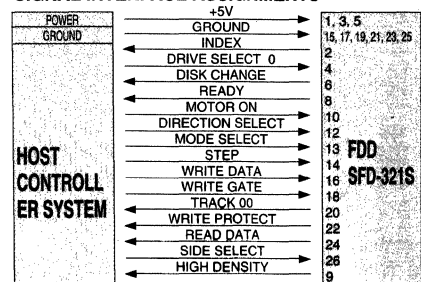 +5V
POWER 1, 3, 5
GROUND
GROUND 15, 17, 19, 21, 23, 25
INDEX
2
DRIVE SELECT 0
4
DISK CHANGE
6
READY
8
MOTOR ON
10
DIRECTION SELECT
12
MODE SELECT
13
STEP
14
WRITE DATA
16
WRITE GATE
18
TRACK 00
20
WRITE PROTECT
22
READ DATA
24
SIDE SELECT
26
HIGH DENSITY
9
HOST
CONTROLL
ER SYSTEM
FDD
SFD-321S